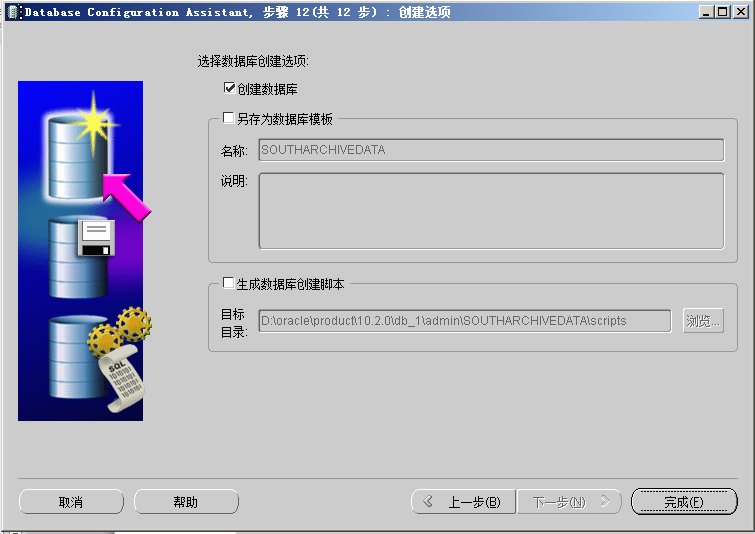 Database Configuration Assistant, 步骤 12(共 12 步) : 创建选项
选择数据库创建选项:
创建数据库
另存为数据库模板
名称: SOUTHARCHIVEDATA
说明:
生成数据库创建脚本
目标
目录: D:\oracle\product\10.2.0\db_1\admin\SOUTHARCHIVEDATA\scripts 浏览...
SQL
1010101
1010101
101010
10101
取消 帮助 上一步(B) 下一步(N) 完成(F)